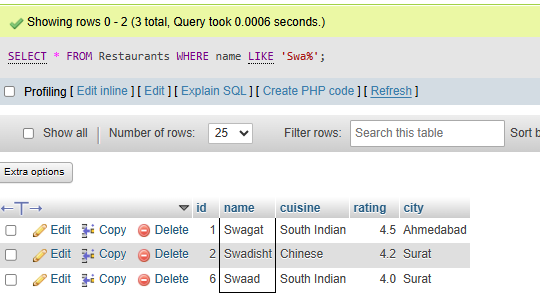 Showing rows 0 - 2 (3 total, Query took 0.0006 seconds.)
SELECT * FROM Restaurants WHERE name LIKE 'Swa%';
Profiling [ Edit inline ] [ Edit ] [ Explain SQL ] [ Create PHP code ] [ Refresh ]
Show all | Number of rows: 25 Filter rows: Search this table Sort b
Extra options
←T→ id name cuisine rating city
Edit Copy Delete 1 Swagat South Indian 4.5 Ahmedabad
Edit Copy Delete 2 Swadisht Chinese 4.2 Surat
Edit Copy Delete 6 Swaad South Indian 4.0 Surat